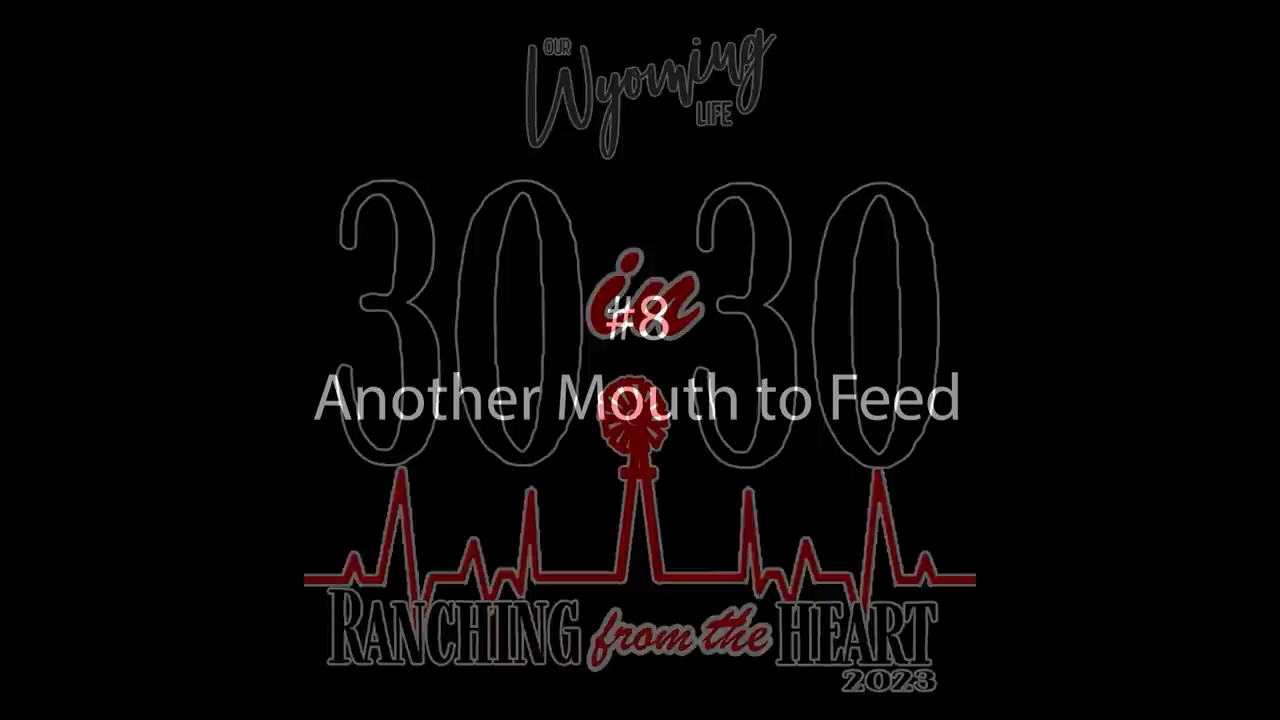 OUR
Wyoming
LIFE
30 in 30
#8
Another Mouth to Feed
RANCHING from the HEART
2023